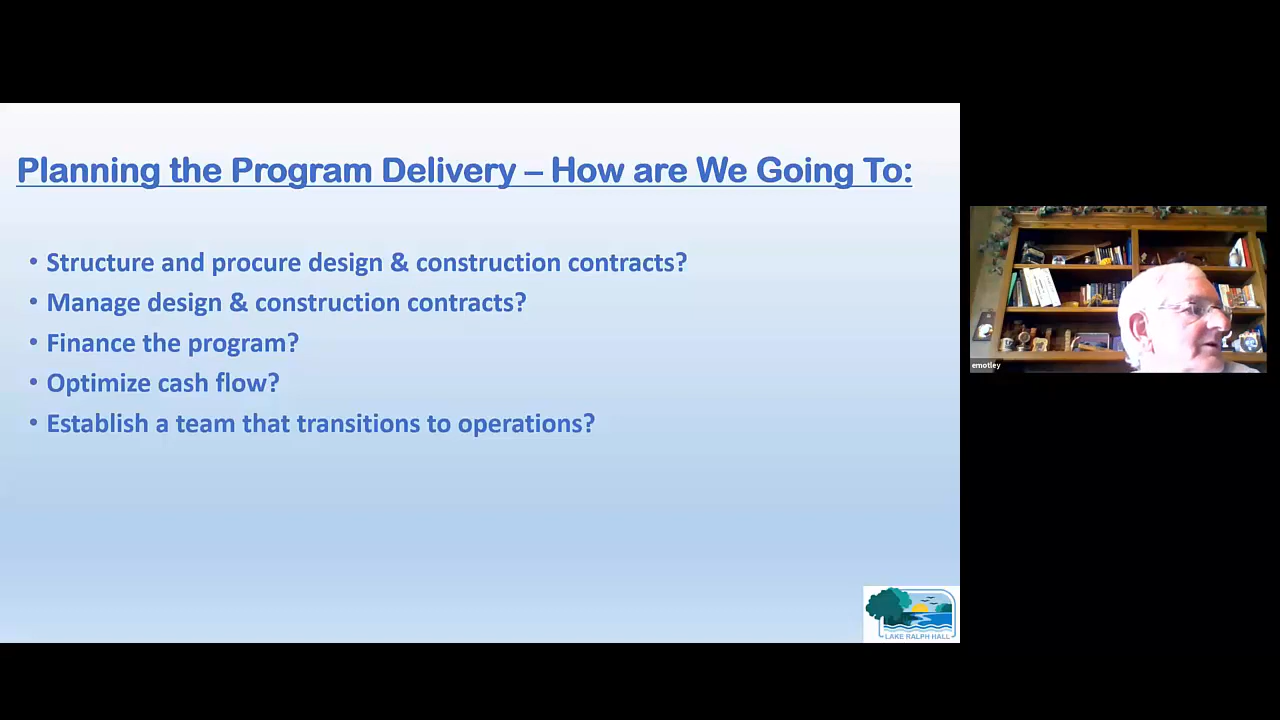 Planning the Program Delivery – How are We Going To:
• Structure and procure design & construction contracts?
• Manage design & construction contracts?
• Finance the program?
• Optimize cash flow?
• Establish a team that transitions to operations?
emotley
LAKE RALPH HALL